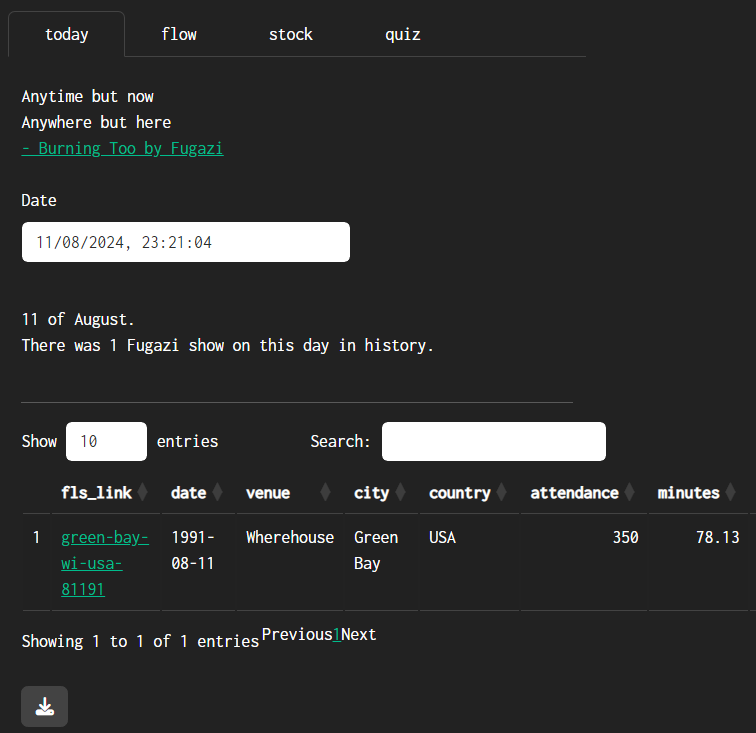 today flow stock quiz
Anytime but now
Anywhere but here
- Burning Too by Fugazi
Date
11/08/2024, 23:21:04
11 of August.
There was 1 Fugazi show on this day in history.
Show 10 entries Search:
fls_link date venue city country attendance minutes
1 green-bay-wi-usa-81191 1991-08-11 Wherehouse Green Bay USA 350 78.13
Showing 1 to 1 of 1 entries Previous1Next